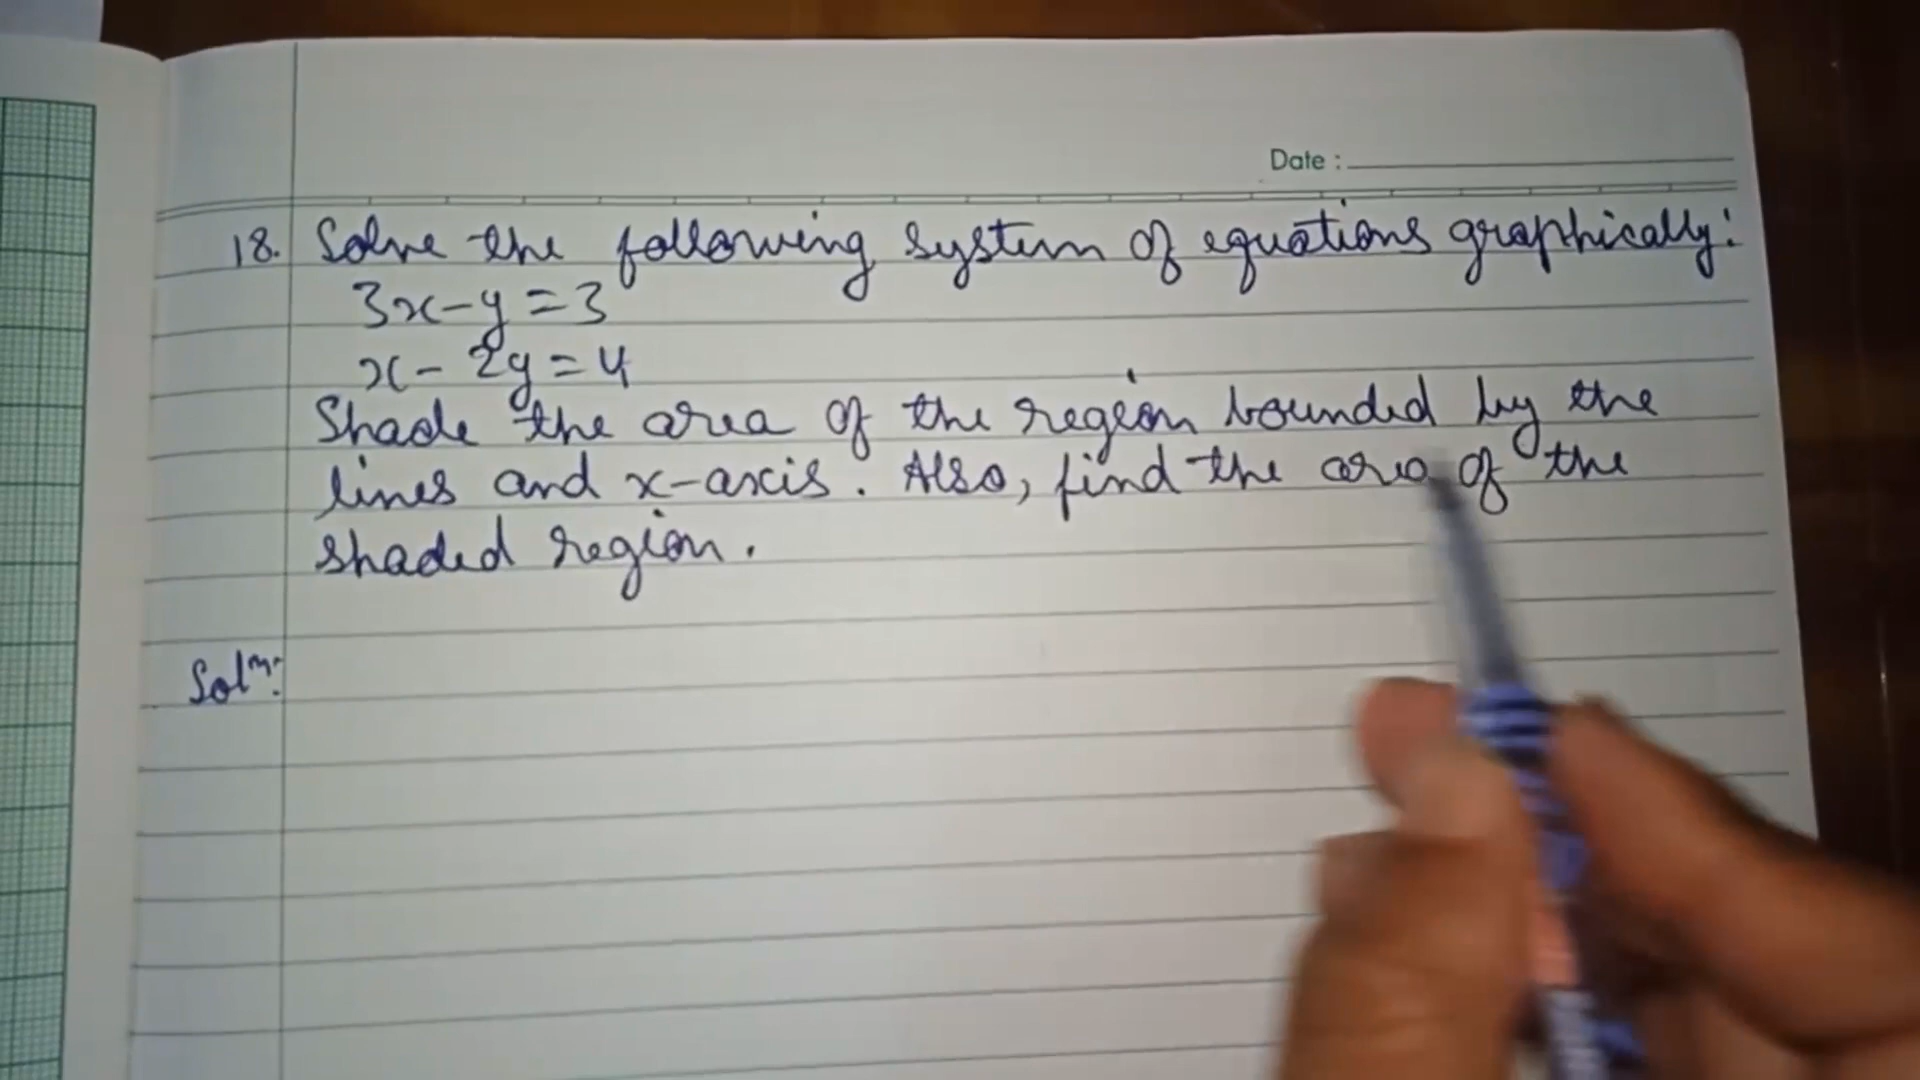 Date :
18. Solve the following system of equations graphically:
3x-y=3
x-2y=4
Shade the area of the region bounded by the
lines and x-axis. Also, find the area of the
shaded region.
Solⁿ: